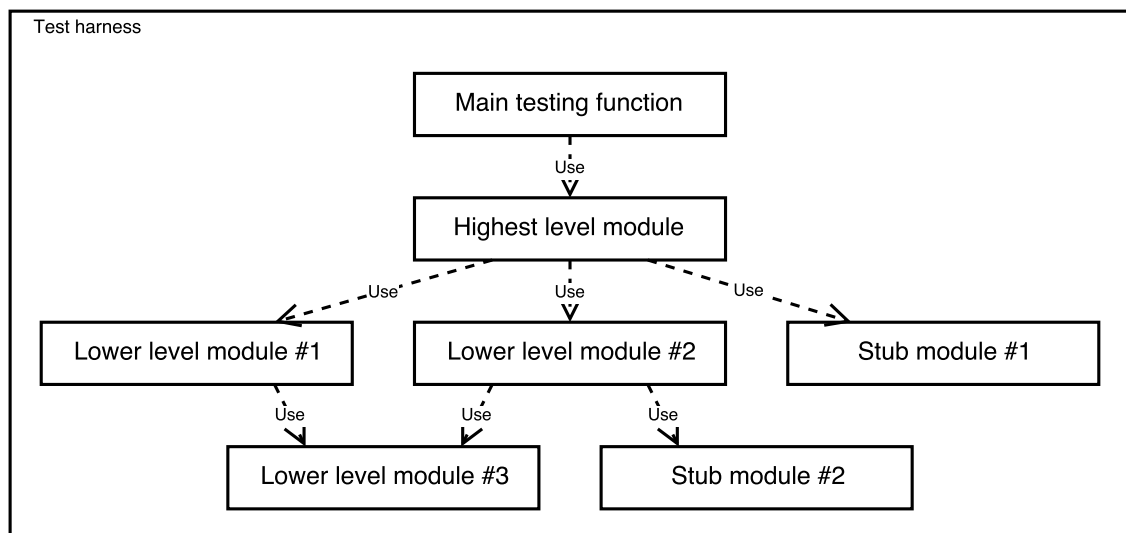 Test harness
Main testing function
Use
Highest level module
Use
Use
Use
Lower level module #1
Lower level module #2
Stub module #1
Use
Use
Use
Lower level module #3
Stub module #2